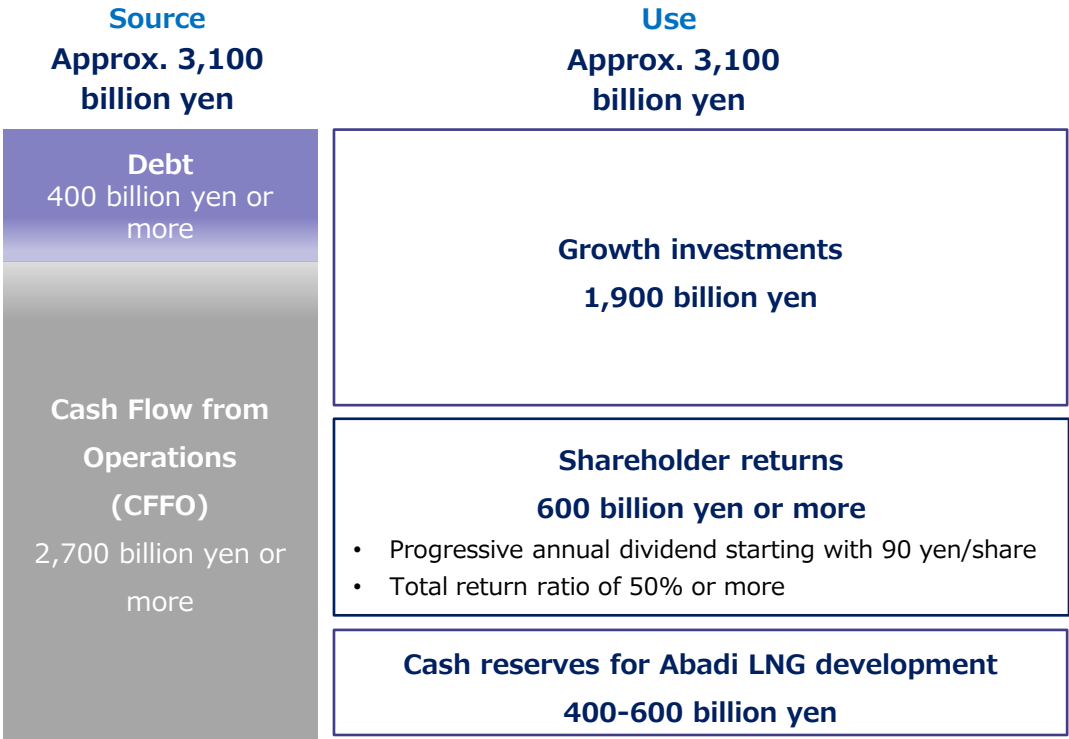 Source
Approx. 3,100
billion yen
Use
Approx. 3,100
billion yen
Debt
400 billion yen or
more
Cash Flow from
Operations
(CFFO)
2,700 billion yen or
more
Growth investments
1,900 billion yen
Shareholder returns
600 billion yen or more
• Progressive annual dividend starting with 90 yen/share
• Total return ratio of 50% or more
Cash reserves for Abadi LNG development
400-600 billion yen